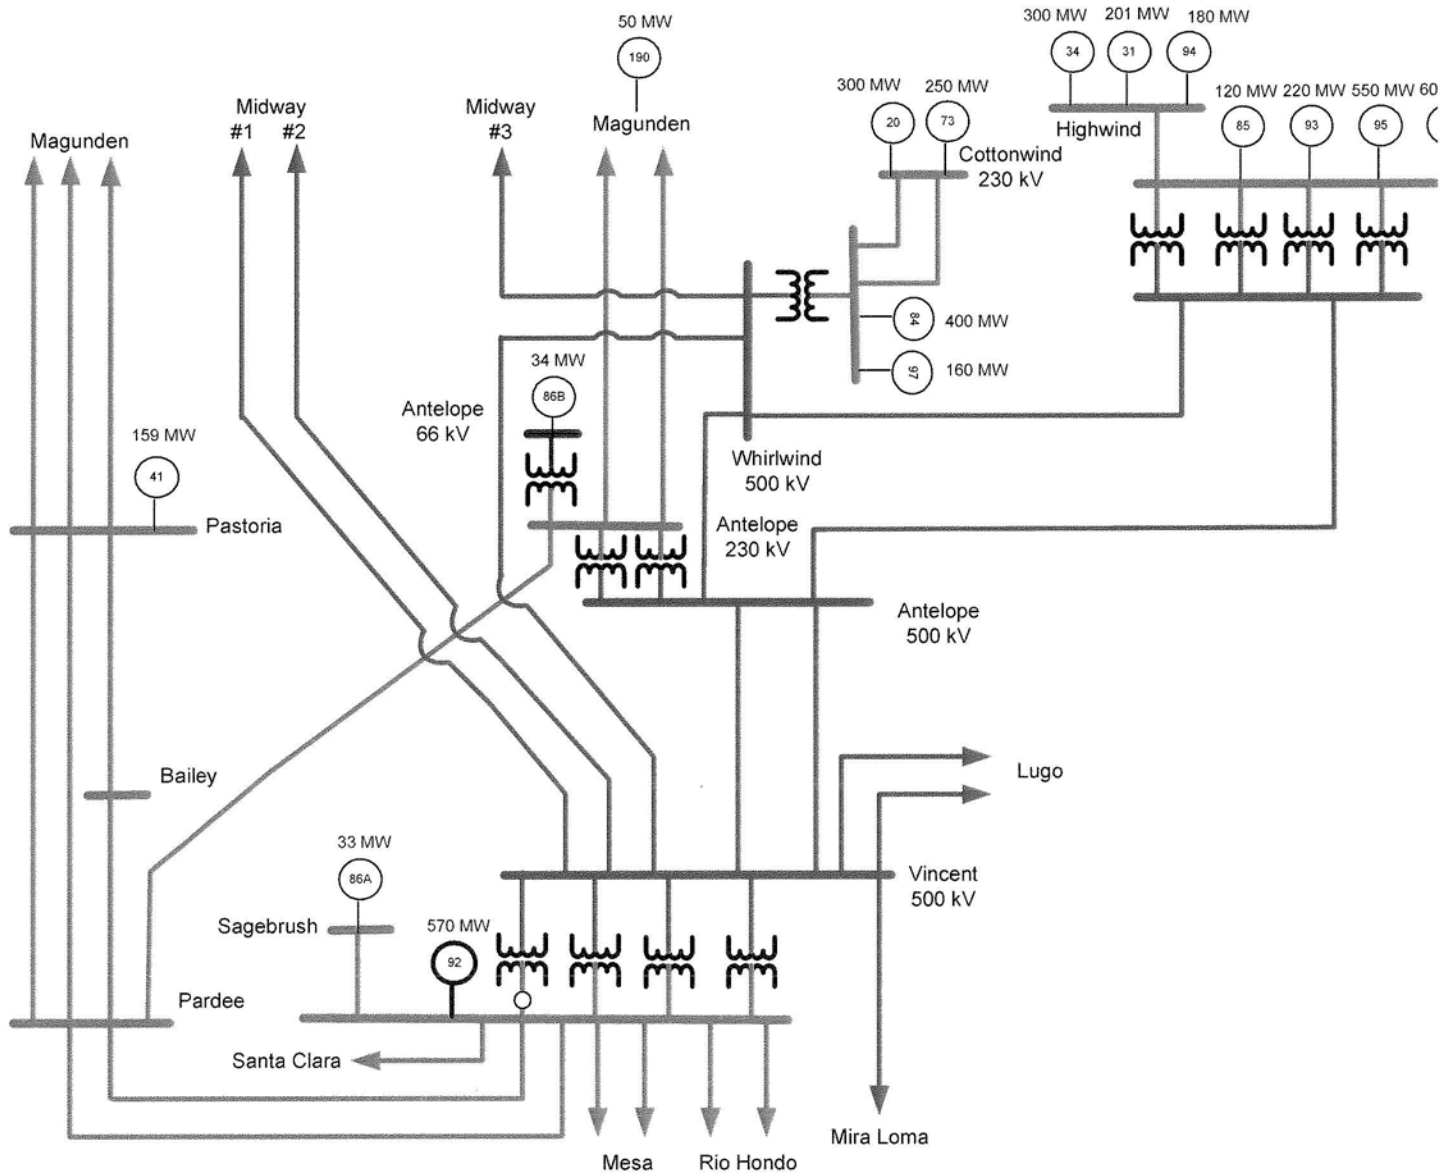 50 MW
190
Magunden
300 MW
201 MW
180 MW
34
31
94
Highwind
120 MW
220 MW
550 MW
60
85
93
95
300 MW
250 MW
20
73
Cottonwind
230 kV
Midway
#1
#2
Midway
#3
Magunden
84
400 MW
97
160 MW
34 MW
86B
Antelope
66 kV
Whirlwind
500 kV
159 MW
41
Pastoria
Antelope
230 kV
Antelope
500 kV
Bailey
Lugo
33 MW
86A
Sagebrush
570 MW
92
Vincent
500 kV
Pardee
Santa Clara
Mesa
Rio Hondo
Mira Loma